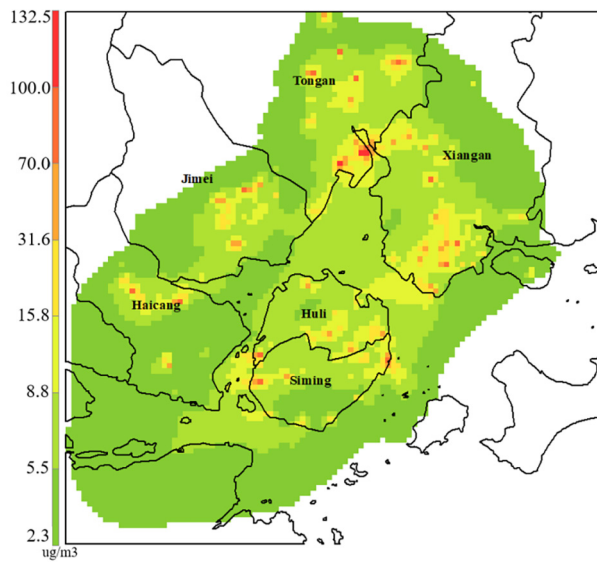 132.5
100.0
70.0
31.6
15.8
8.8
5.5
2.3
ug/m3
Tongan
Xiangan
Jimei
Haicang
Huli
Siming